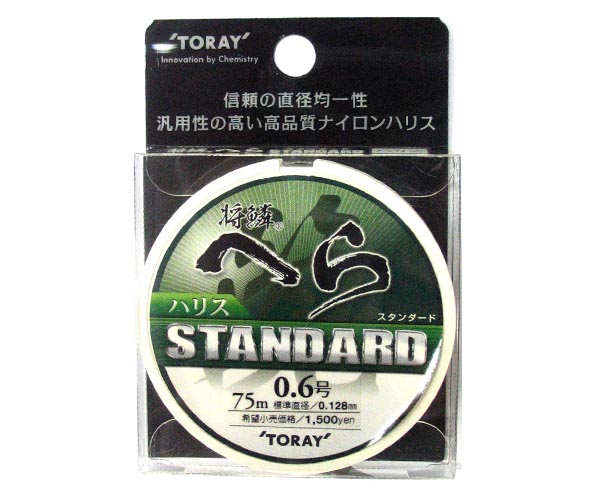 'TORAY'
Innovation by Chemistry
信頼の直径均一性
汎用性の高い高品質ナイロンハリス
将鱗®
へら
ハリス
スタンダード
STANDARD
75m 0.6号
標準直径/0.128mm
希望小売価格/1,500yen
'TORAY'